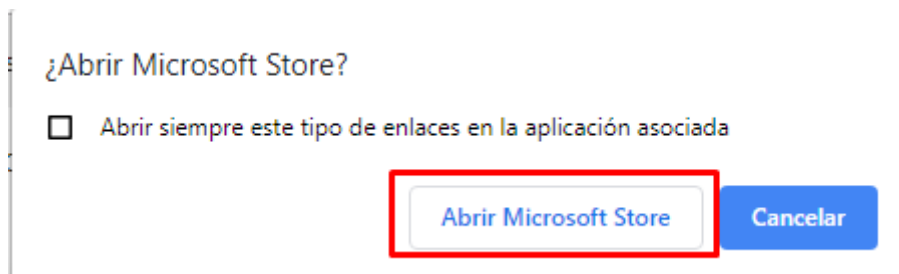 ¿Abrir Microsoft Store?
Abrir siempre este tipo de enlaces en la aplicación asociada
Abrir Microsoft Store
Cancelar